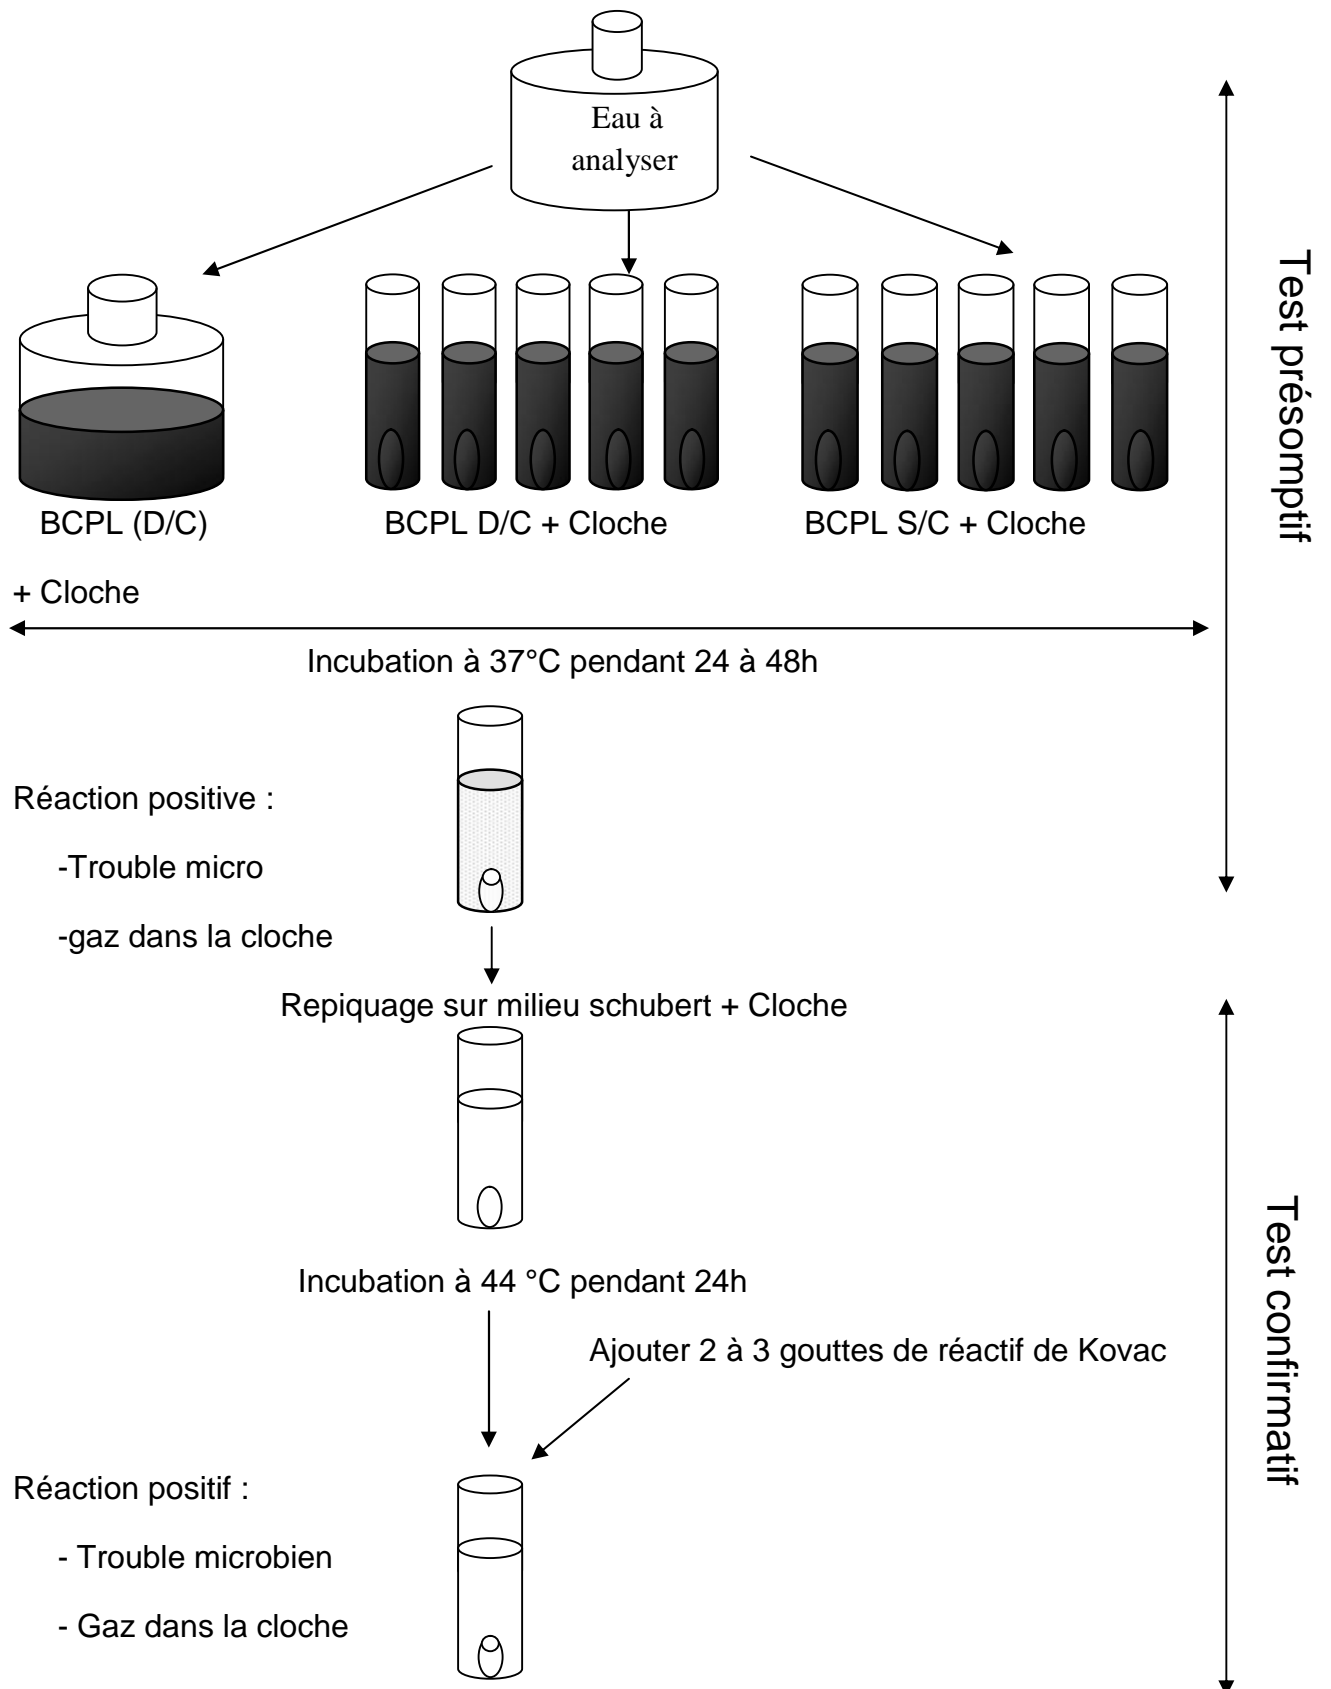 Eau à
analyser
Test présomptif
BCPL (D/C)
BCPL D/C + Cloche
BCPL S/C + Cloche
+ Cloche
Incubation à 37°C pendant 24 à 48h
Réaction positive :
-Trouble micro
-gaz dans la cloche
Repiquage sur milieu schubert + Cloche
Test confirmatif
Incubation à 44 °C pendant 24h
Ajouter 2 à 3 gouttes de réactif de Kovac
Réaction positif :
- Trouble microbien
- Gaz dans la cloche